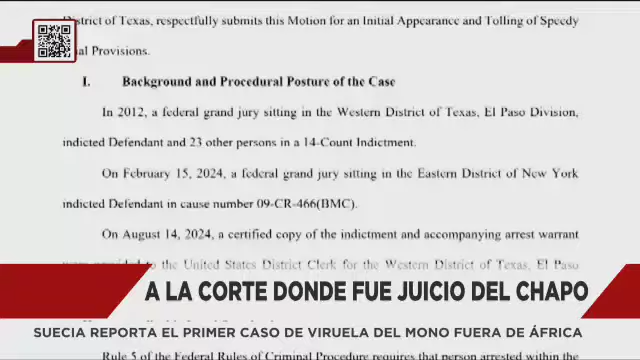 District of Texas, respectfully submits this Motion for an Initial Appearance and Tolling of Speedy
Provisions.
I. Background and Procedural Posture of the Case
In 2012, a federal grand jury sitting in the Western District of Texas, El Paso Division,
indicted Defendant and 23 other persons in a 14-Count Indictment.
On February 15, 2024, a federal grand jury sitting in the Eastern District of New York
indicted Defendant in cause number 09-CR-466(BMC).
On August 14, 2024, a certified copy of the indictment and accompanying arrest warrant
to the United States District Clerk for the Western District of Texas, El Paso
A LA CORTE DONDE FUE JUICIO DEL CHAPO
SUECIA REPORTA EL PRIMER CASO DE VIRUELA DEL MONO FUERA DE ÁFRICA
Rule 5 of the Federal Rules of Criminal Procedure requires that person arrested within the